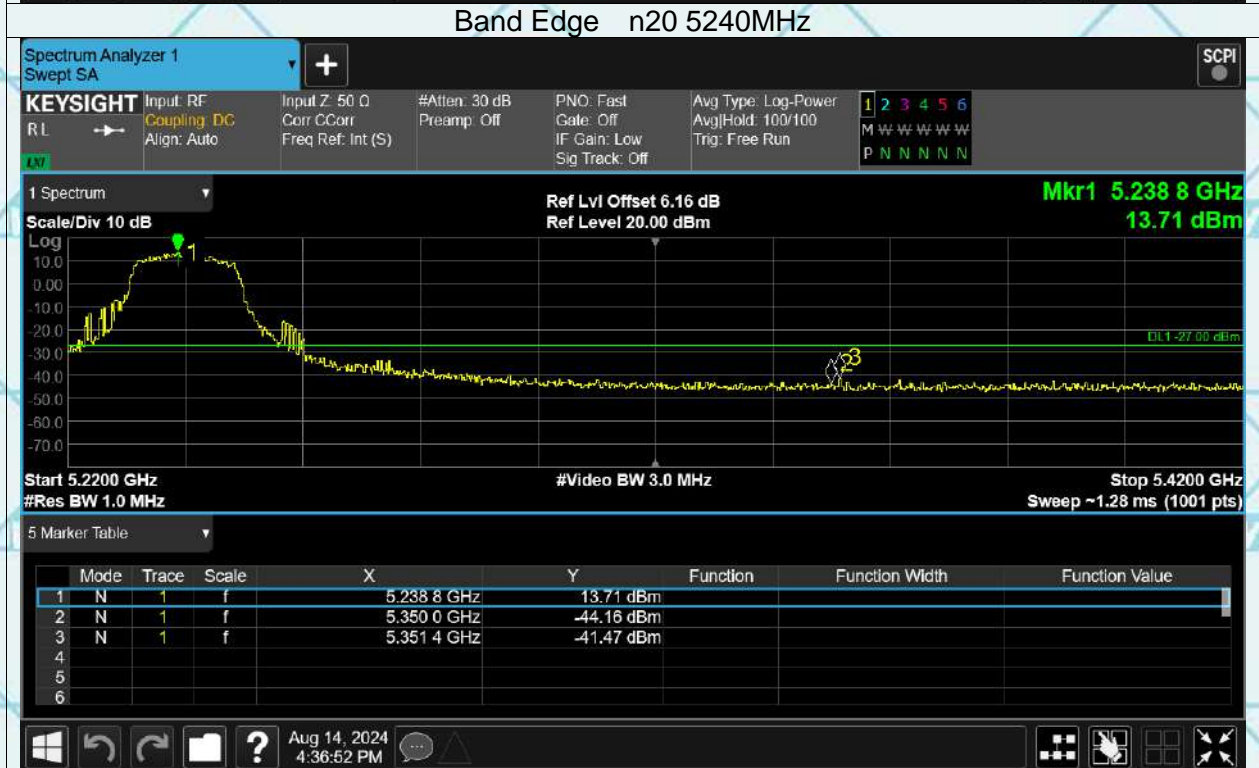 Band Edge n20 5240MHz
Spectrum Analyzer 1
Swept SA
+
SCPI
KEYSIGHT
RL
LXI
Input: RF
Coupling: DC
Align: Auto
Input Z: 50 Ω
Corr CCorr
Freq Ref: Int (S)
#Atten: 30 dB
Preamp: Off
PNO: Fast
Gate: Off
IF Gain: Low
Sig Track: Off
Avg Type: Log-Power
Avg|Hold: 100/100
Trig: Free Run
1 2 3 4 5 6
M W W W W W
P N N N N N
1 Spectrum
Scale/Div 10 dB
Ref Lvl Offset 6.16 dB
Ref Level 20.00 dBm
Mkr1 5.238 8 GHz
13.71 dBm
Log
10.0
0.00
-10.0
-20.0
-30.0
-40.0
-50.0
-60.0
-70.0
1
2
3
DL1 -27.00 dBm
Start 5.2200 GHz
#Video BW 3.0 MHz
Stop 5.4200 GHz
#Res BW 1.0 MHz
Sweep ~1.28 ms (1001 pts)
5 Marker Table
Mode Trace Scale X Y Function Function Width Function Value
1 N 1 f 5.238 8 GHz 13.71 dBm
2 N 1 f 5.350 0 GHz -44.16 dBm
3 N 1 f 5.351 4 GHz -41.47 dBm
4
5
6
?
Aug 14, 2024
4:36:52 PM